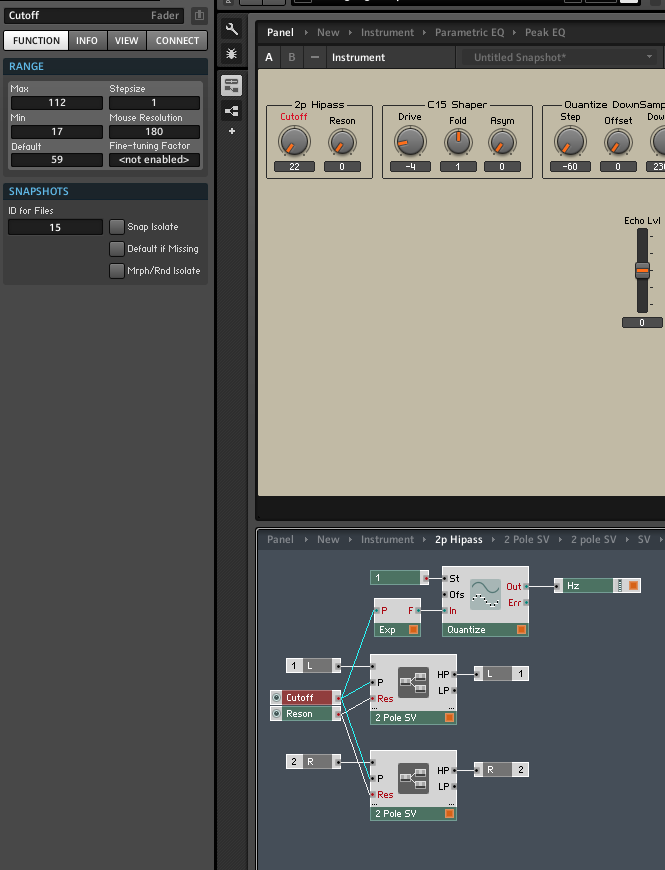 Cutoff Fader
FUNCTION INFO VIEW CONNECT
RANGE
Max Stepsize
112 1
Min Mouse Resolution
17 180
Default Fine-tuning Factor
59 <not enabled>
SNAPSHOTS
ID for Files
15 Snap Isolate
Default if Missing
Mrph/Rnd Isolate
Panel New Instrument Parametric EQ Peak EQ
A B Instrument Untitled Snapshot*
2p Hipass C15 Shaper Quantize DownSamp
Cutoff Reson Drive Fold Asym Step Offset Dow
22 0 -4 1 0 -60 0 230
Echo Lvl
0
Panel New Instrument 2p Hipass 2 Pole SV 2 pole SV SV
1 St Out Hz
Ofs Err
P F In
Exp Quantize
1 L HP L 1
P LP
Cutoff Res
Reson ... ...
2 Pole SV
2 R HP R 2
P LP
Res
... ...
2 Pole SV